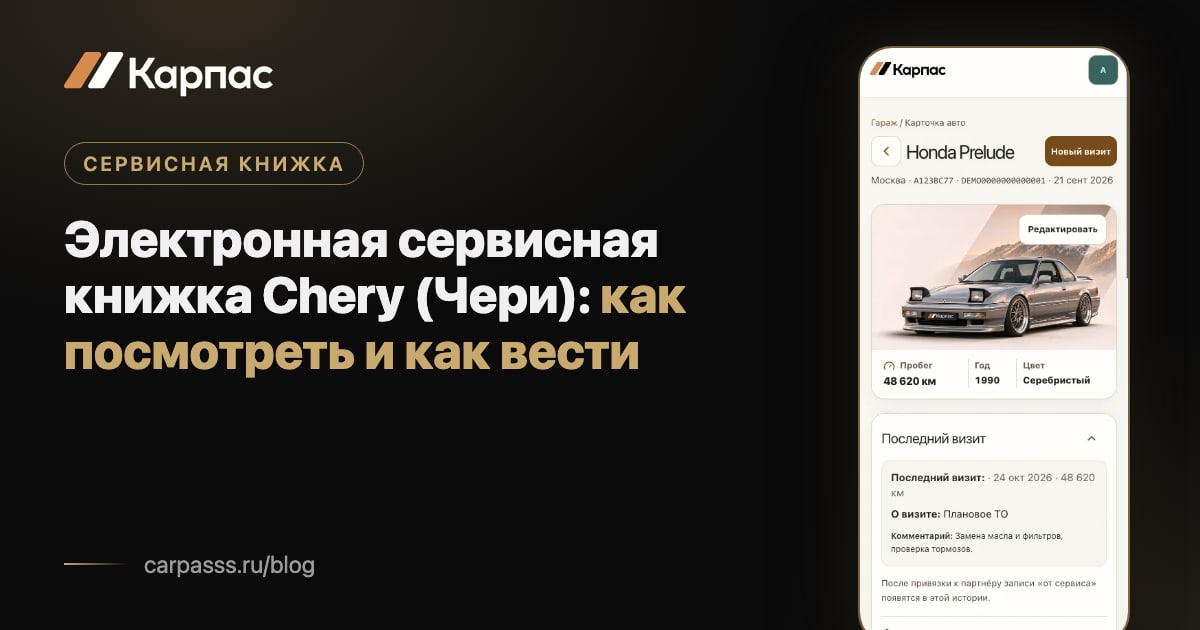 Карпас
СЕРВИСНАЯ КНИЖКА
Электронная сервисная
книжка Chery (Чери): как
посмотреть и как вести
carpasss.ru/blog
Карпас
А
Гараж / Карточка авто
Honda Prelude
Новый визит
Москва · А123ВС77 · DEMO0000000000001 · 21 сент 2026
Редактировать
Карпас
Пробег
48 620 км
Год
1990
Цвет
Серебристый
Последний визит
Последний визит: · 24 окт 2026 · 48 620
км
О визите: Плановое ТО
Комментарий: Замена масла и фильтров,
проверка тормозов.
После привязки к партнёру записи «от сервиса»
появятся в этой истории.